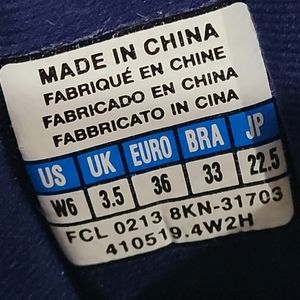 MADE IN CHINA
FABRIQUÉ EN CHINE
FABRICADO EN CHINA
FABBRICATO IN CINA
US UK EURO BRA JP
W6 3.5 36 33 22.5
FCL 0213 8KN-31703
410519.4W2H